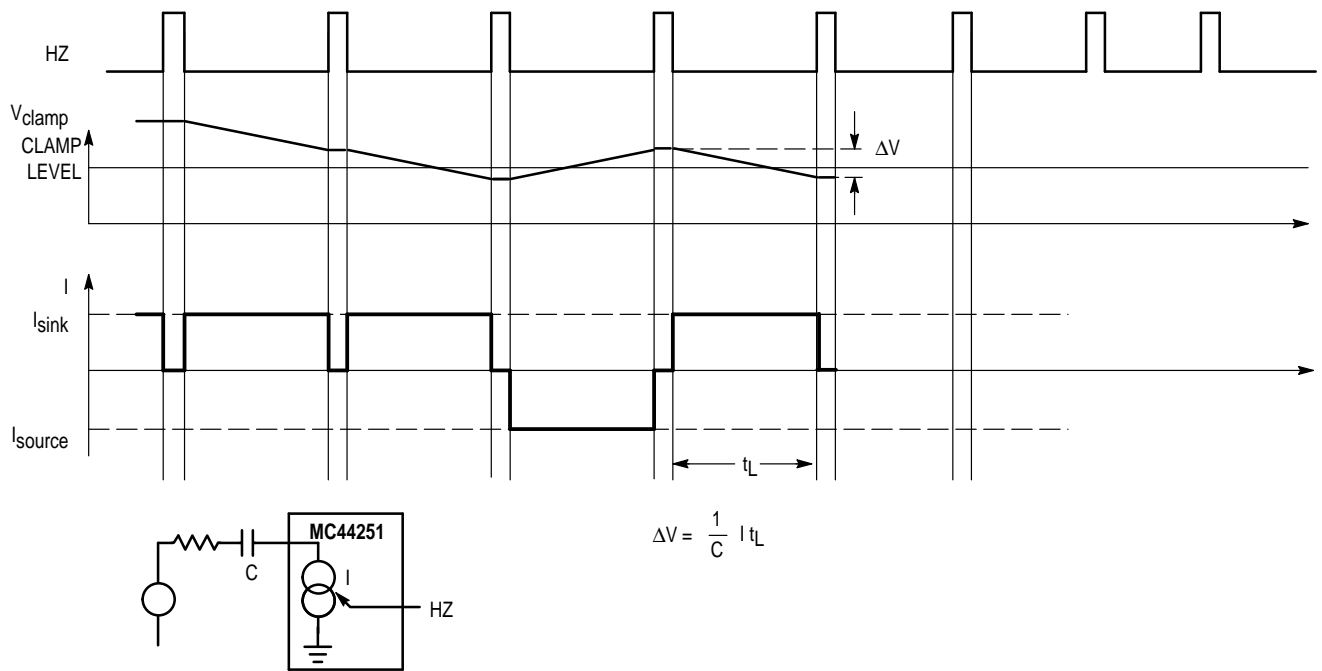 HZ
Vclamp
CLAMP
LEVEL
ΔV
I
Isink
Isource
tL
MC44251
C
I
HZ
ΔV = 1/C I tL